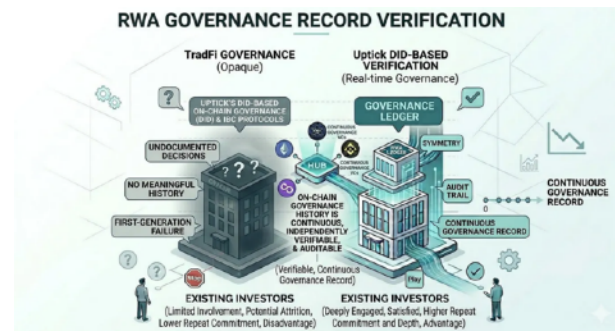 RWA GOVERNANCE RECORD VERIFICATION
TradFi GOVERNANCE
(Opaque)
Uptick DID-BASED
VERIFICATION
(Real-time Governance)
UPTICK'S DID-BASED
ON-CHAIN GOVERNANCE
(DID) & IBC PROTOCOLS
GOVERNANCE
LEDGER
UNDOCUMENTED
DECISIONS
???
NO MEANINGFUL
HISTORY
FIRST-GENERATION
FAILURE
HUB
ON-CHAIN
GOVERNANCE
HISTORY IS
CONTINUOUS,
INDEPENDENTLY
VERIFIABLE,
& AUDITABLE
(Verifiable, Continuous
Governance Record)
SYMMETRY
AUDIT
TRAIL
CONTINUOUS
GOVERNANCE RECORD
CONTINUOUS
GOVERNANCE
RECORD
Play
EXISTING INVESTORS
(Limited Involvement, Potential Attrition,
Lower Repeat Commitment, Disadvantage)
EXISTING INVESTORS
(Deeply Engaged, Satisfied, Higher Repeat
Commitment and Depth, Advantage)